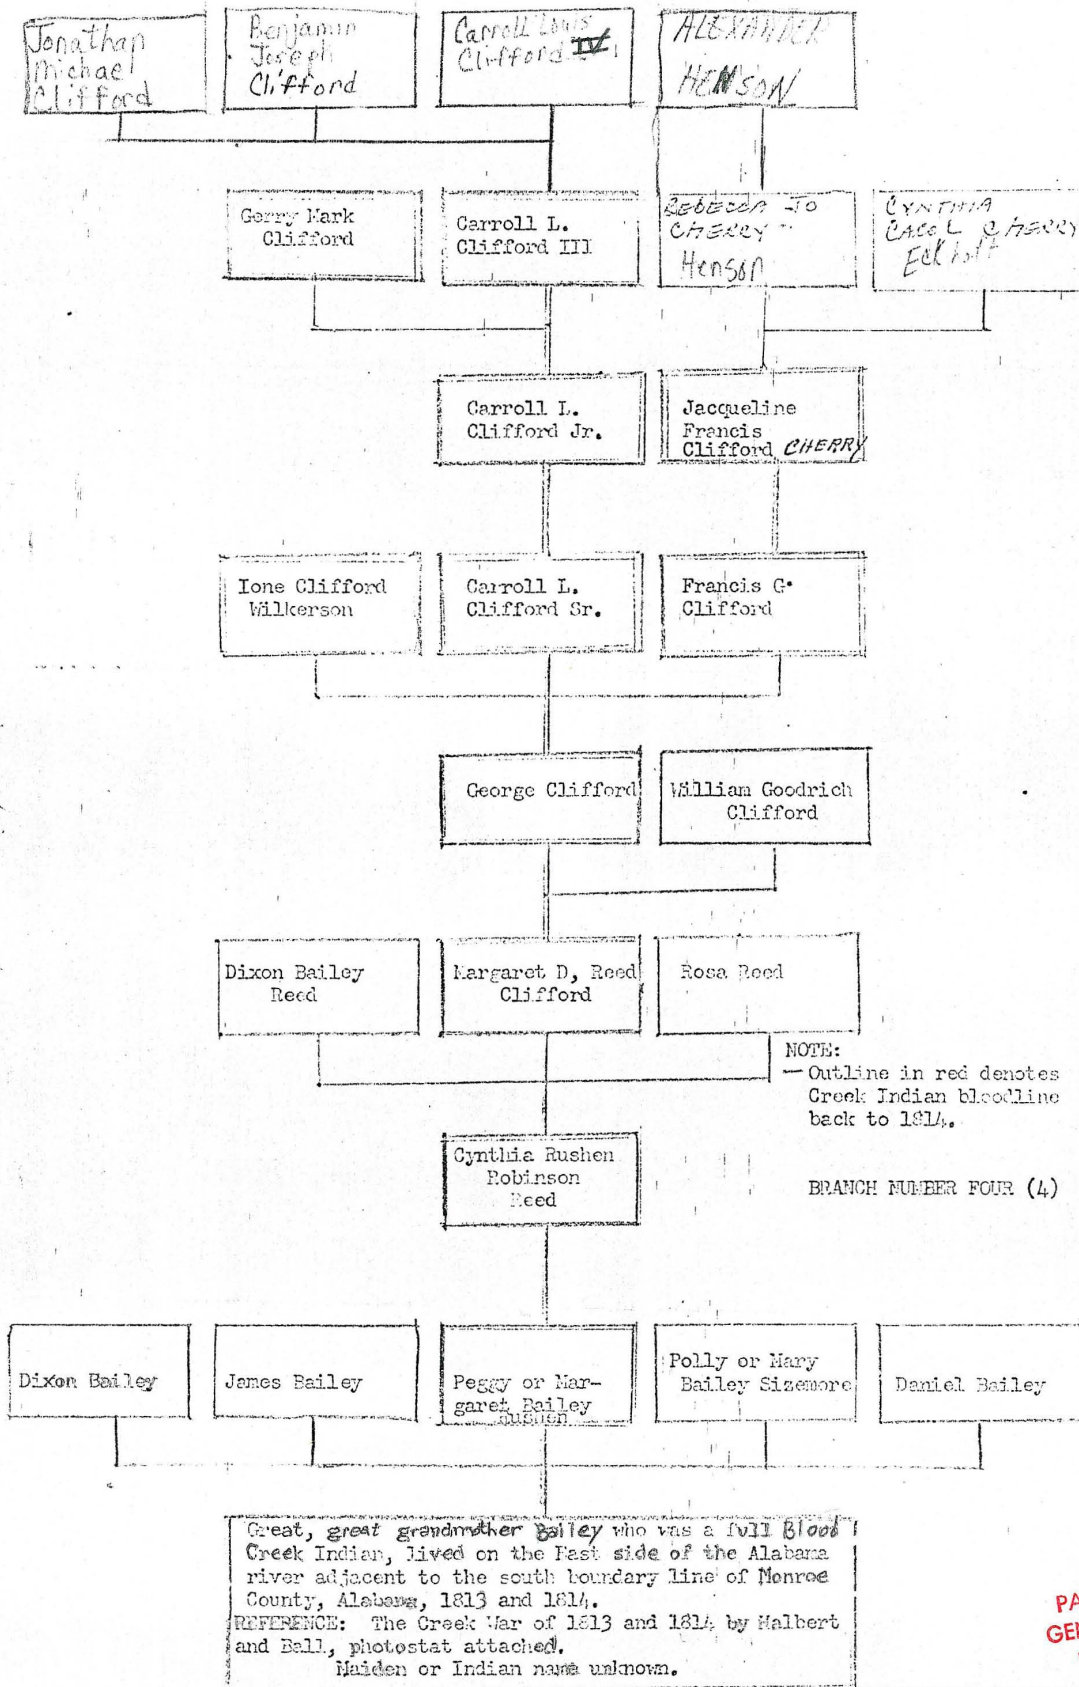 Jonathan
Michael
Clifford
Benjamin
Joseph
Clifford
Carroll Louis
Clifford IV
ALEXANDER
HENSON
Gerry Mark
Clifford
Carroll L.
Clifford III
REBECCA JO
CHERRY
Henson
CYNTHIA
CAROL CHERRY
Eckholt
Carroll L.
Clifford Jr.
Jacqueline
Francis
Clifford CHERRY
Ione Clifford
Wilkerson
Carroll L.
Clifford Sr.
Francis G.
Clifford
George Clifford
William Goodrich
Clifford
Dixon Bailey
Reed
Margaret D, Reed
Clifford
Rosa Reed
NOTE:
— Outline in red denotes
Creek Indian bloodline
back to 1814.
Cynthia Rushen
Robinson
Reed
BRANCH NUMBER FOUR (4)
Dixon Bailey
James Bailey
Peggy or Mar-
garet Bailey
Rushen
Polly or Mary
Bailey Sizemore
Daniel Bailey
Great, great grandmother Bailey who was a full Blood
Creek Indian, lived on the East side of the Alabama
river adjacent to the south boundary line of Monroe
County, Alabama, 1813 and 1814.
REFERENCE: The Creek War of 1813 and 1814 by Halbert
and Ball, photostat attached.
Maiden or Indian name unknown.
PA
GEN